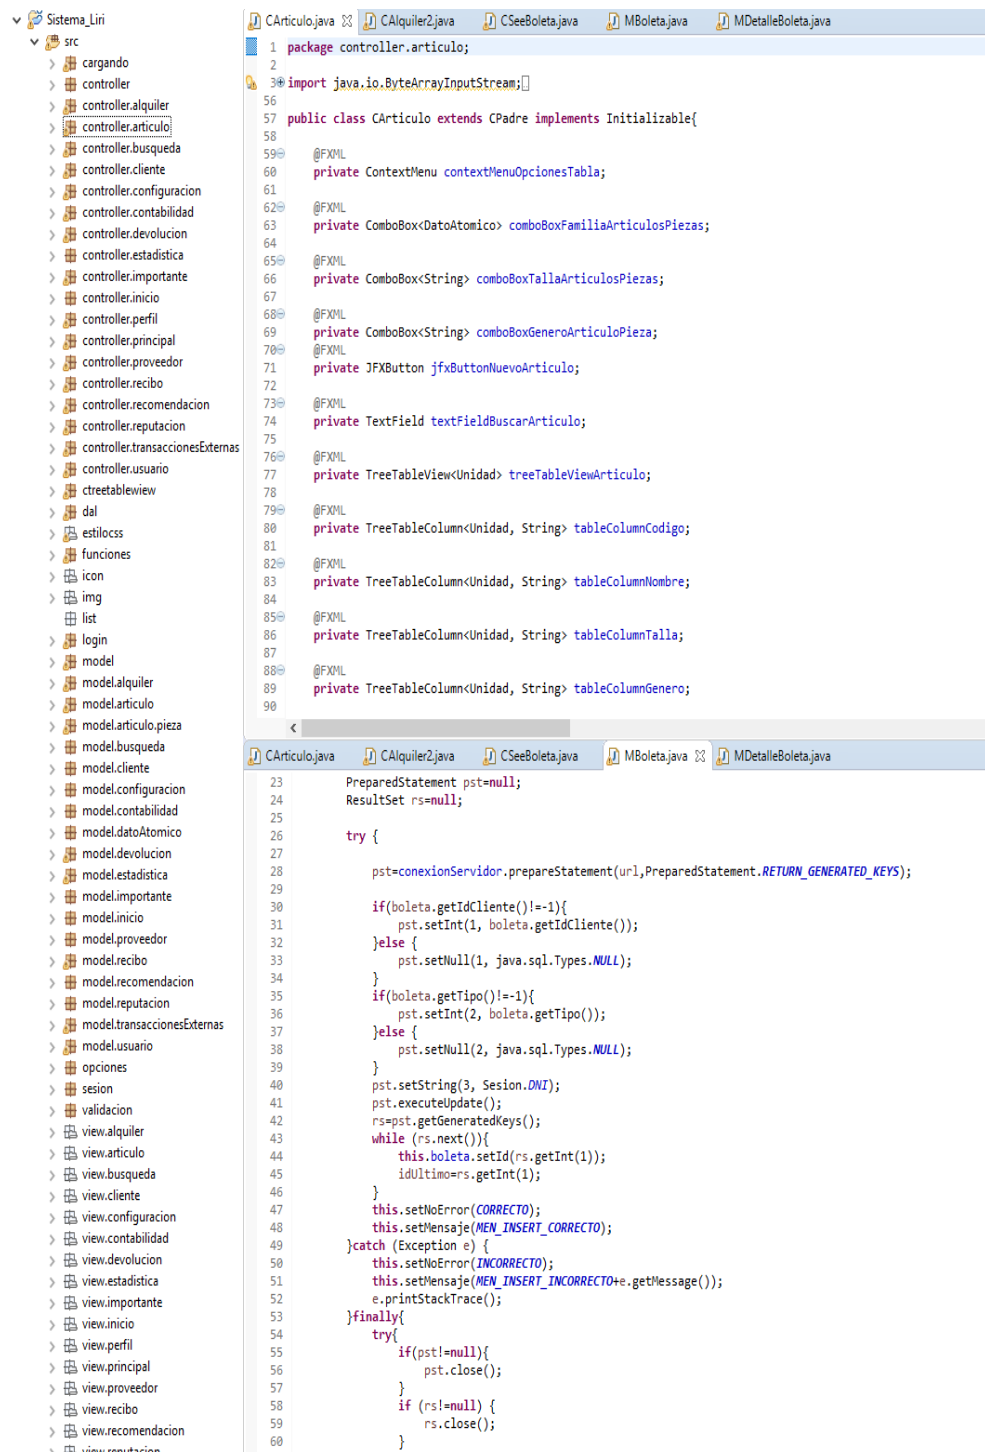 Sistema_Liri
src
cargando
controller
controller.alquiler
controller.articulo
controller.busqueda
controller.cliente
controller.configuracion
controller.contabilidad
controller.devolucion
controller.estadistica
controller.importante
controller.inicio
controller.perfil
controller.principal
controller.proveedor
controller.recibo
controller.recomendacion
controller.reputacion
controller.transaccionesExternas
controller.usuario
ctreetablewiew
dal
estilocss
funciones
icon
img
list
login
model
model.alquiler
model.articulo
model.articulo.pieza
model.busqueda
model.cliente
model.configuracion
model.contabilidad
model.datoAtomico
model.devolucion
model.estadistica
model.importante
model.inicio
model.proveedor
model.recibo
model.recomendacion
model.reputacion
model.transaccionesExternas
model.usuario
opciones
sesion
validacion
view.alquiler
view.articulo
view.busqueda
view.cliente
view.configuracion
view.contabilidad
view.devolucion
view.estadistica
view.importante
view.inicio
view.perfil
view.principal
view.proveedor
view.recibo
view.recomendacion
view.reputacion
CArticulo.java CAlquiler2.java CSeeBoleta.java MBoleta.java MDetalleBoleta.java
1 package controller.articulo;
2
3 import java.io.ByteArrayInputStream;
56
57 public class CArticulo extends CPadre implements Initializable{
58
59 @FXML
60 private ContextMenu contextMenuOpcionesTabla;
61
62 @FXML
63 private ComboBox<DatoAtomico> comboBoxFamiliaArticulosPiezas;
64
65 @FXML
66 private ComboBox<String> comboBoxTallaArticulosPiezas;
67
68 @FXML
69 private ComboBox<String> comboBoxGeneroArticuloPieza;
70 @FXML
71 private JFXButton jfxButtonNuevoArticulo;
72
73 @FXML
74 private TextField textFieldBuscarArticulo;
75
76 @FXML
77 private TreeTableView<Unidad> treeTableViewArticulo;
78
79 @FXML
80 private TreeTableColumn<Unidad, String> tableColumnCodigo;
81
82 @FXML
83 private TreeTableColumn<Unidad, String> tableColumnNombre;
84
85 @FXML
86 private TreeTableColumn<Unidad, String> tableColumnTalla;
87
88 @FXML
89 private TreeTableColumn<Unidad, String> tableColumnGenero;
90
CArticulo.java CAlquiler2.java CSeeBoleta.java MBoleta.java MDetalleBoleta.java
23 PreparedStatement pst=null;
24 ResultSet rs=null;
25
26 try {
27
28 pst=conexionServidor.prepareStatement(url,PreparedStatement.RETURN_GENERATED_KEYS);
29
30 if(boleta.getIdCliente()!=-1){
31 pst.setInt(1, boleta.getIdCliente());
32 }else {
33 pst.setNull(1, java.sql.Types.NULL);
34 }
35 if(boleta.getTipo()!=-1){
36 pst.setInt(2, boleta.getTipo());
37 }else {
38 pst.setNull(2, java.sql.Types.NULL);
39 }
40 pst.setString(3, Sesion.DNI);
41 pst.executeUpdate();
42 rs=pst.getGeneratedKeys();
43 while (rs.next()){
44 this.boleta.setId(rs.getInt(1));
45 idUltimo=rs.getInt(1);
46 }
47 this.setNoError(CORRECTO);
48 this.setMensaje(MEN_INSERT_CORRECTO);
49 }catch (Exception e) {
50 this.setNoError(INCORRECTO);
51 this.setMensaje(MEN_INSERT_INCORRECTO+e.getMessage());
52 e.printStackTrace();
53 }finally{
54 try{
55 if(pst!=null){
56 pst.close();
57 }
58 if (rs!=null) {
59 rs.close();
60 }